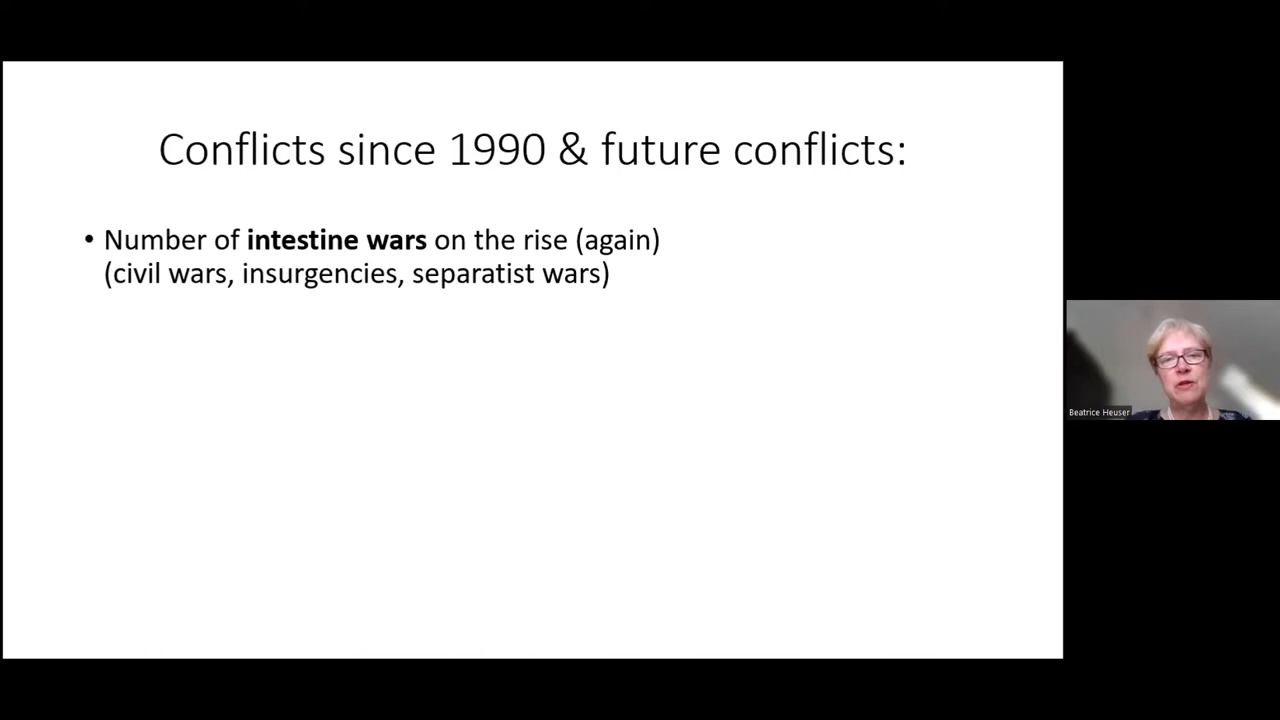 Conflicts since 1990 & future conflicts:
• Number of intestine wars on the rise (again)
(civil wars, insurgencies, separatist wars)
Beatrice Heuser